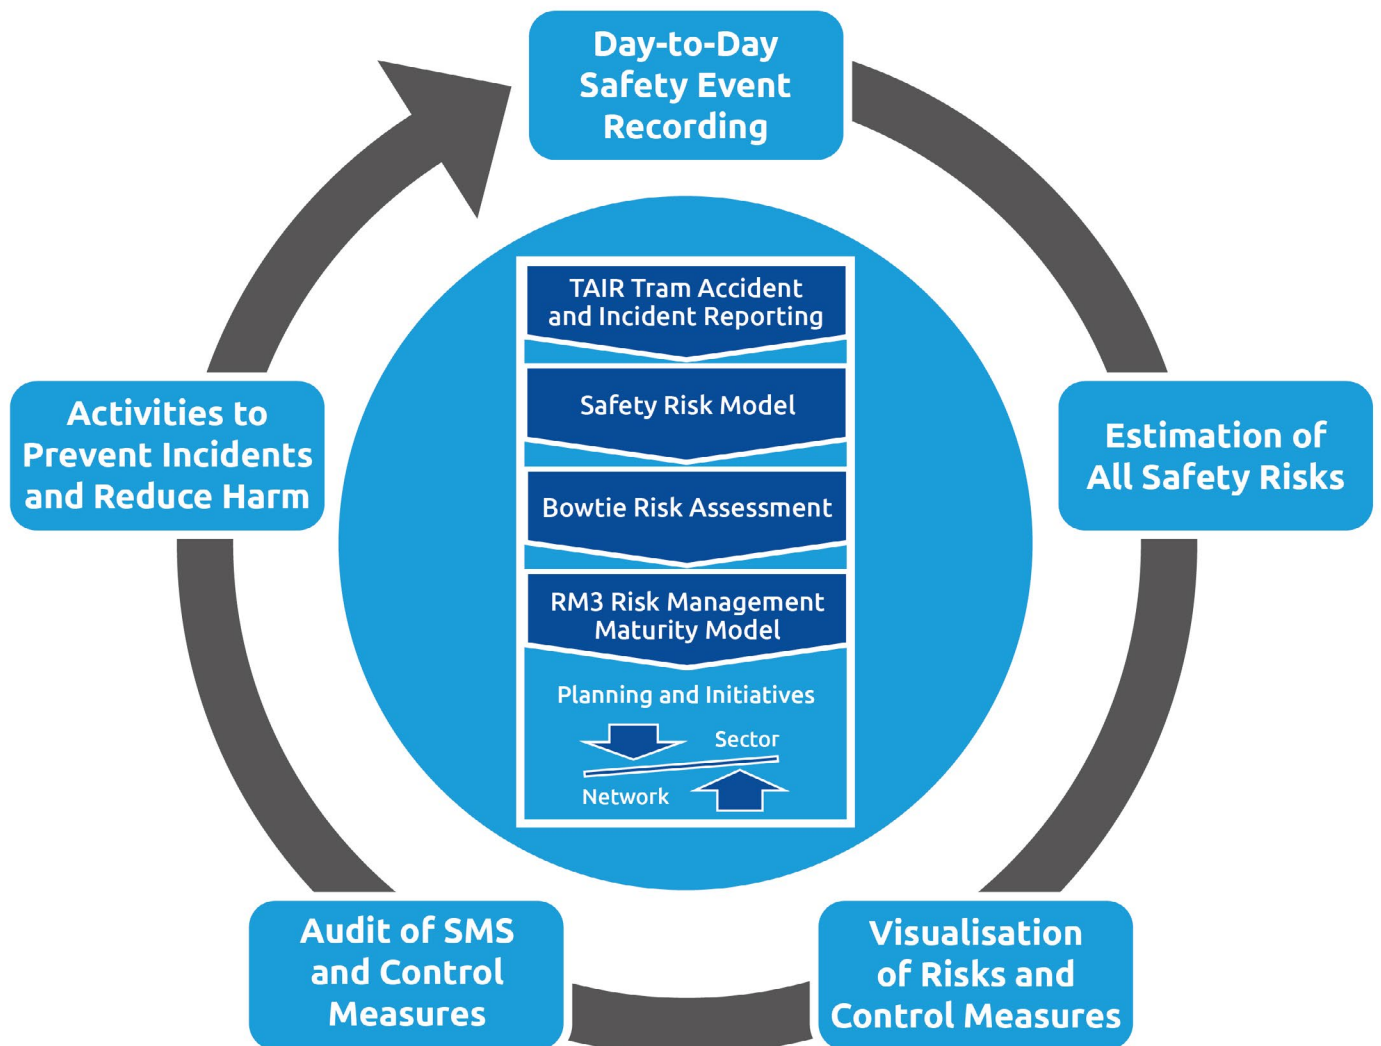 Day-to-Day
Safety Event
Recording
Estimation of
All Safety Risks
Visualisation
of Risks and
Control Measures
Audit of SMS
and Control
Measures
Activities to
Prevent Incidents
and Reduce Harm
TAIR Tram Accident
and Incident Reporting
Safety Risk Model
Bowtie Risk Assessment
RM3 Risk Management
Maturity Model
Planning and Initiatives
Sector
Network